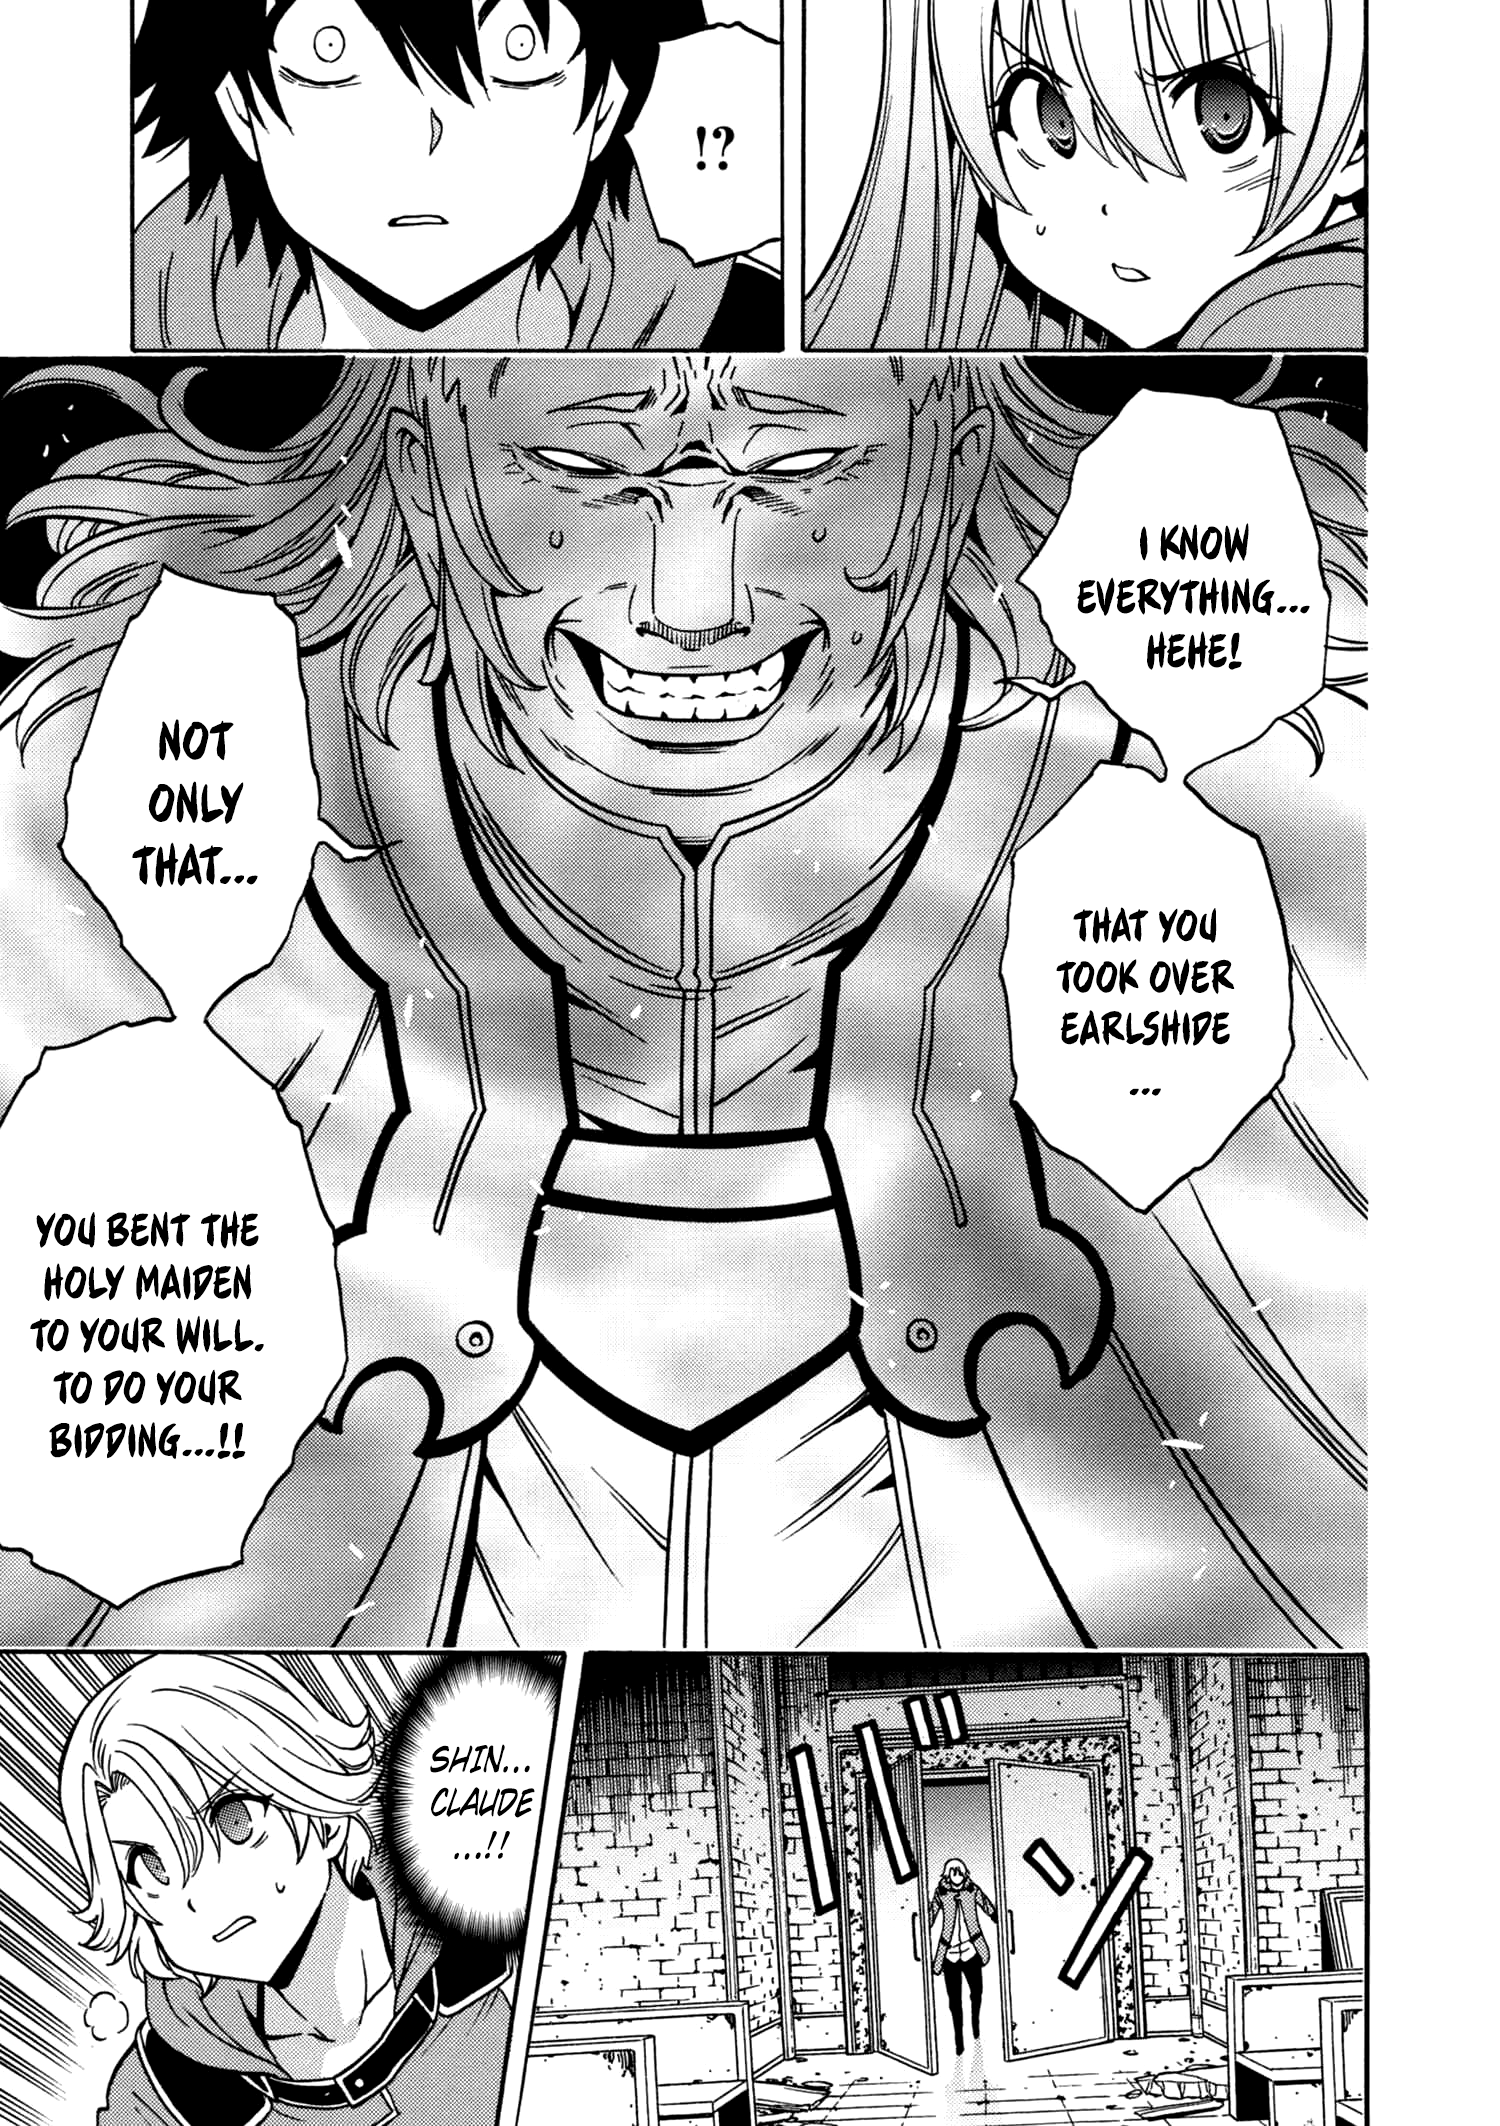 !?
I KNOW
EVERYTHING...
HEHE!
THAT YOU
TOOK OVER
EARLSHIDE
...
NOT
ONLY
THAT...
YOU BENT THE
HOLY MAIDEN
TO YOUR WILL.
TO DO YOUR
BIDDING...!!
SHIN...
CLAUDE
...!!